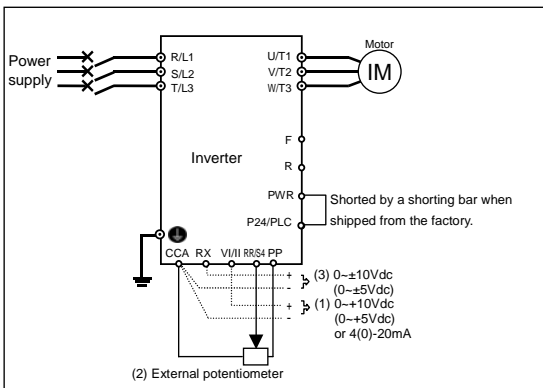 Power supply
R/L1
S/L2
T/L3
U/T1
V/T2
W/T3
Motor
IM
F
R
Inverter
PWR
P24/PLC
Shorted by a shorting bar when
shipped from the factory.
CCA RX VI/II RR/S4 PP
+
-
(3) 0~±10Vdc
(0~±5Vdc)
+
-
(1) 0~+10Vdc
(0~+5Vdc)
or 4(0)-20mA
(2) External potentiometer